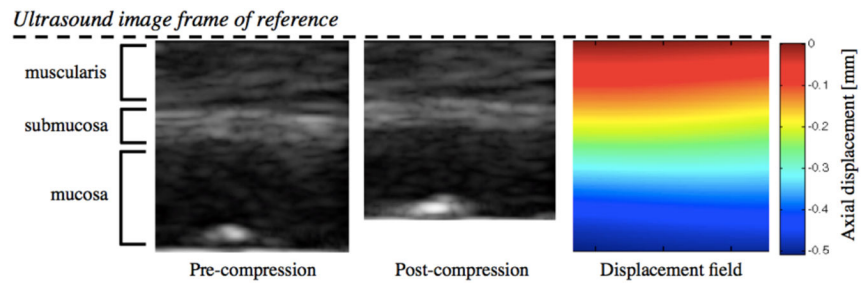 Ultrasound image frame of reference
muscularis
submucosa
mucosa
0
-0.1
-0.2
-0.3
-0.4
-0.5
Axial displacement [mm]
Pre-compression
Post-compression
Displacement field